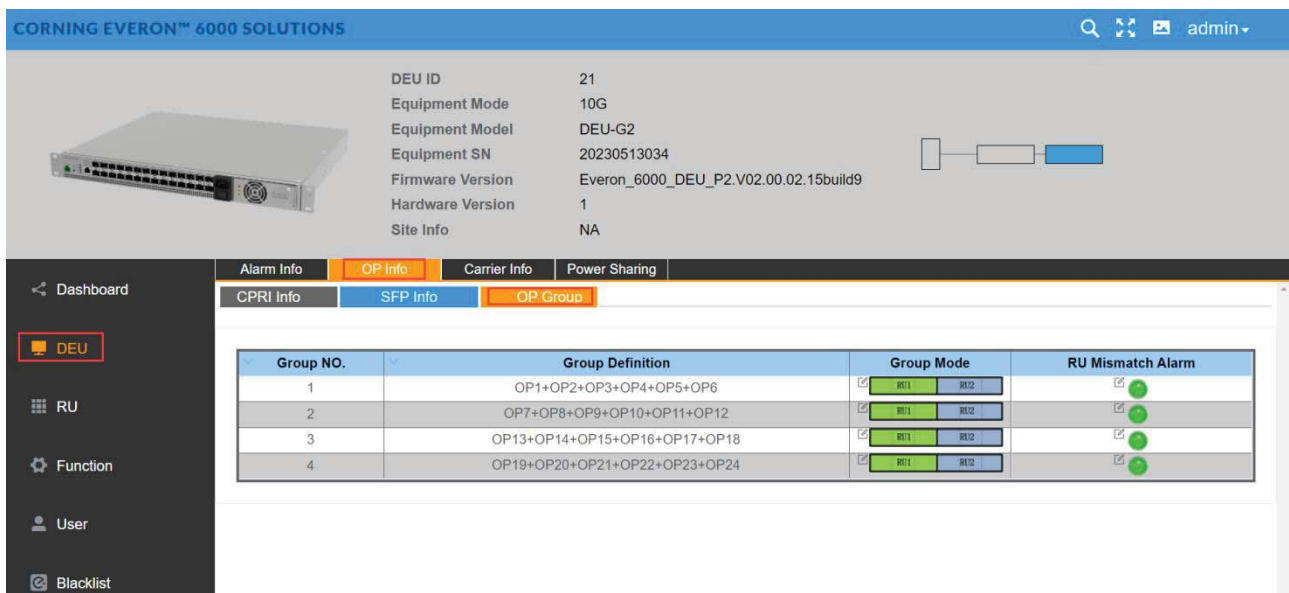 CORNING EVERON™ 6000 SOLUTIONS admin
DEU ID 21
Equipment Mode 10G
Equipment Model DEU-G2
Equipment SN 20230513034
Firmware Version Everon_6000_DEU_P2.V02.00.02.15build9
Hardware Version 1
Site Info NA
Alarm Info OP Info Carrier Info Power Sharing
CPRI Info SFP Info OP Group
Dashboard
DEU
RU
Function
User
Blacklist
Group NO. Group Definition Group Mode RU Mismatch Alarm
1 OP1+OP2+OP3+OP4+OP5+OP6 RU1 RU2
2 OP7+OP8+OP9+OP10+OP11+OP12 RU1 RU2
3 OP13+OP14+OP15+OP16+OP17+OP18 RU1 RU2
4 OP19+OP20+OP21+OP22+OP23+OP24 RU1 RU2